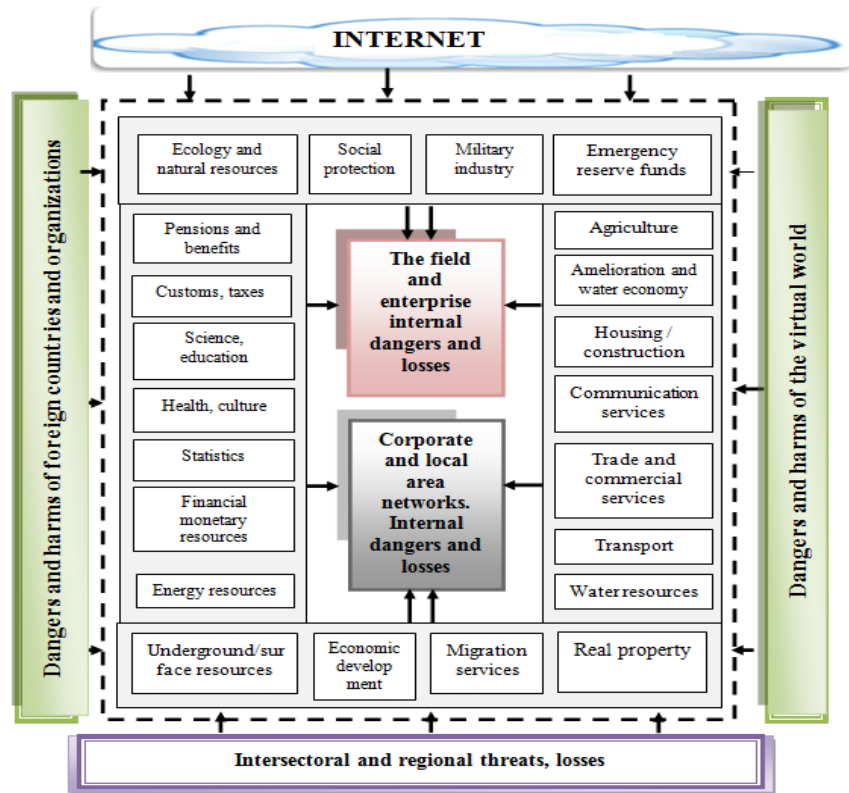 INTERNET
Dangers and harms of foreign countries and organizations
Ecology and
natural resources
Social
protection
Military
industry
Emergency
reserve funds
Pensions and
benefits
Customs, taxes
Science,
education
Health, culture
Statistics
Financial
monetary
resources
Energy resources
The field
and
enterprise
internal
dangers and
losses
Corporate
and local
area
networks.
Internal
dangers and
losses
Agriculture
Amelioration and
water economy
Housing /
construction
Communication
services
Trade and
commercial
services
Transport
Water resources
Underground/sur
face resources
Economic
develop
ment
Migration
services
Real property
Dangers and harms of the virtual world
Intersectoral and regional threats, losses